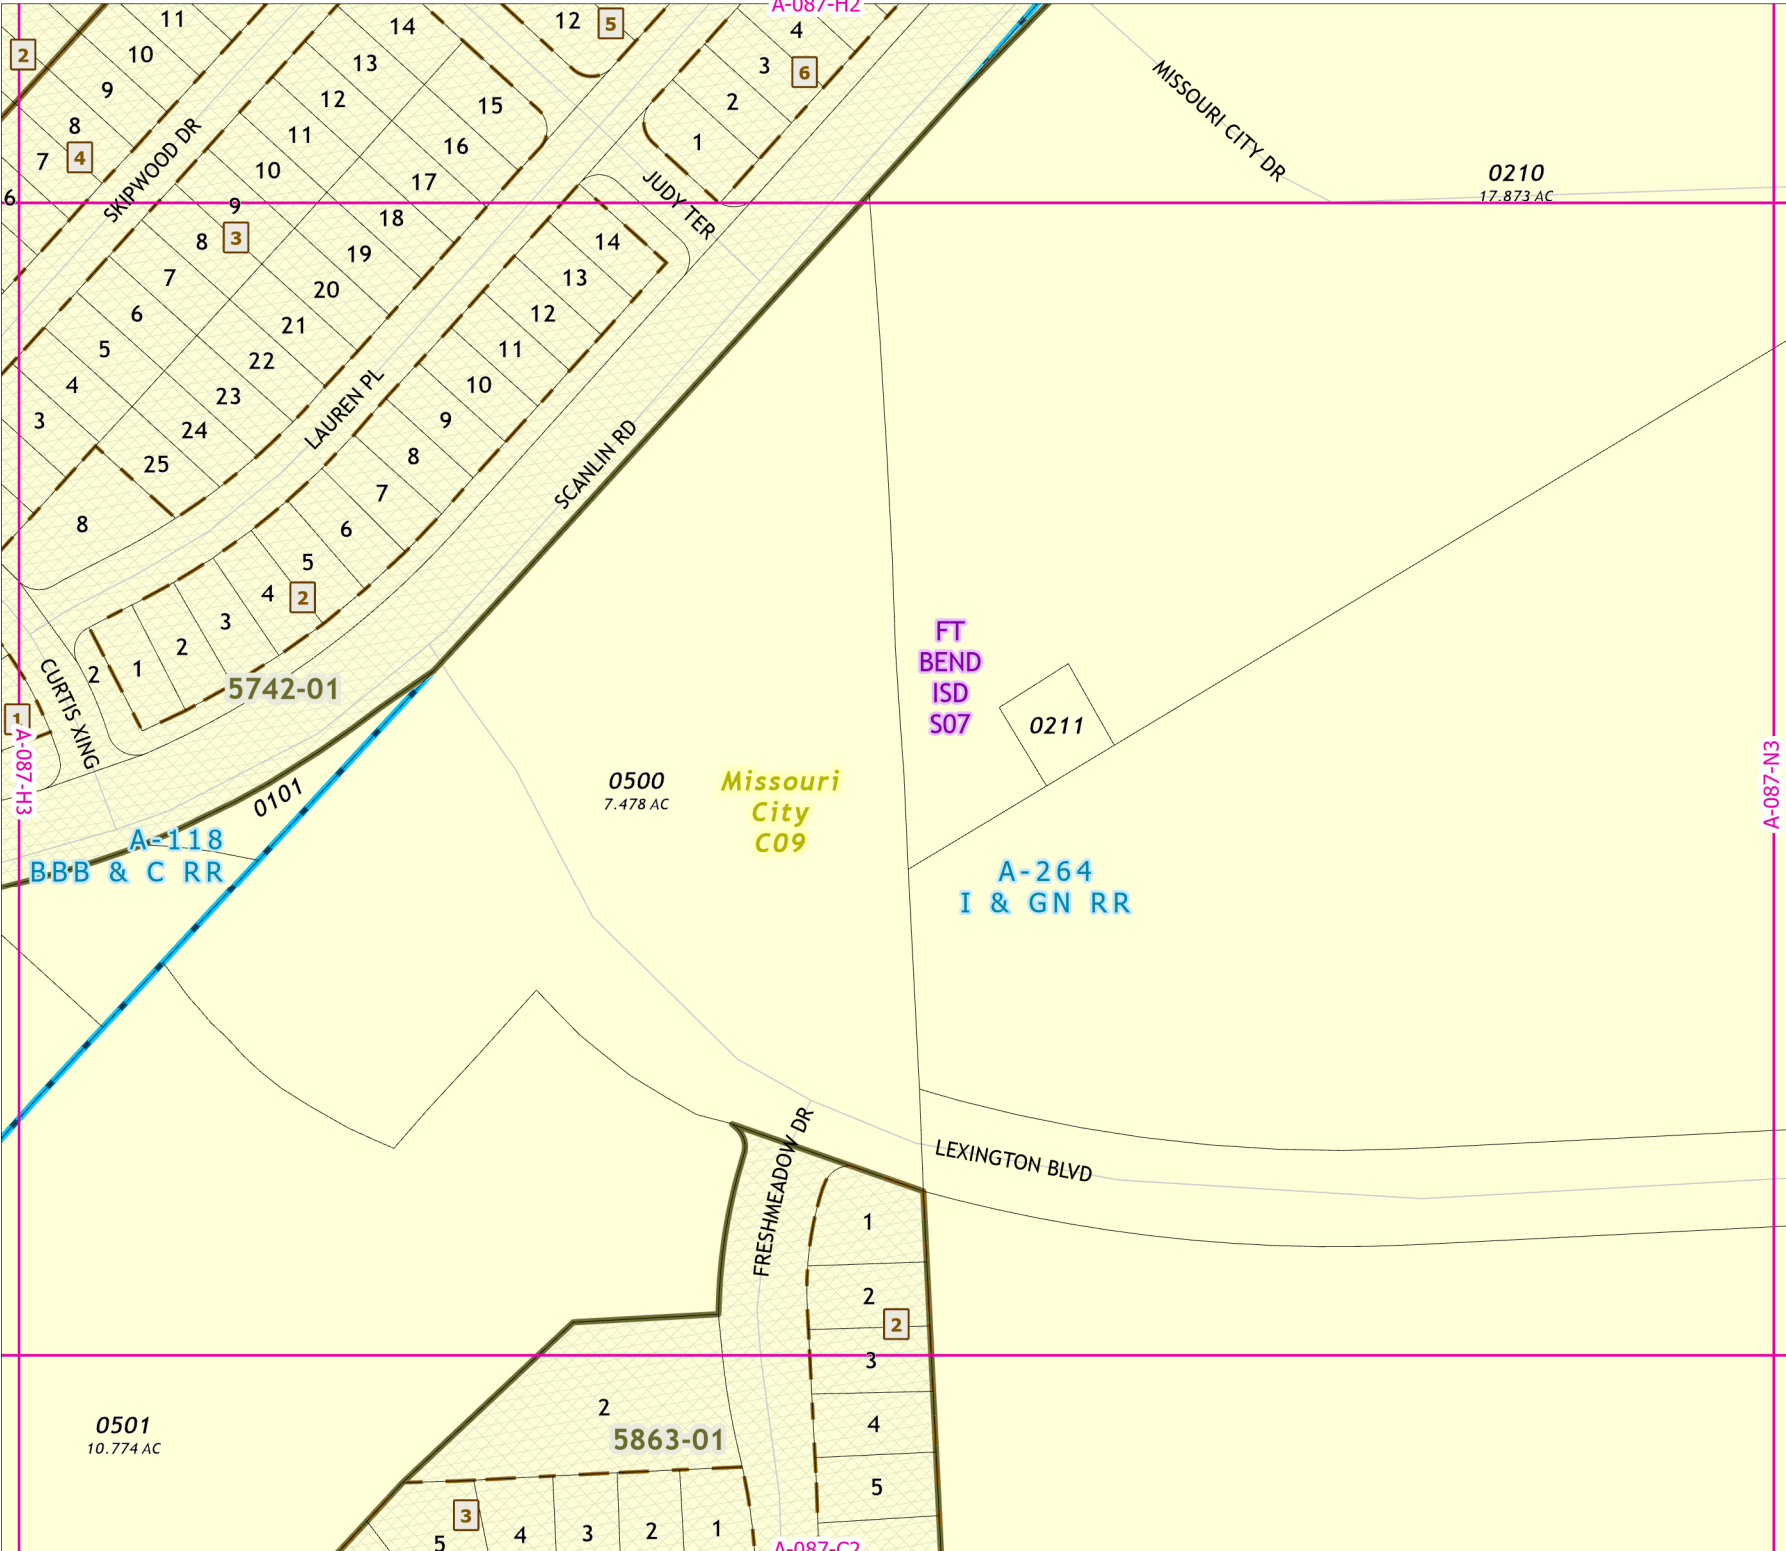 A-087-H2
11
10
9
8
7
6
2
4
SKIPWOOD DR
14
13
12
11
10
9
8
7
6
5
4
3
3
15
16
17
18
19
20
21
22
23
24
25
8
12
5
4
3
6
2
1
JUDY TER
MISSOURI CITY DR
0210
17.873 AC
14
13
12
11
10
9
8
7
6
5
4
3
2
1
2
2
LAUREN PL
SCANLIN RD
CURTIS XING
1
A-087-H3
5742-01
0101
A-118
BBB & C RR
FT
BEND
ISD
S07
0211
0500
7.478 AC
Missouri
City
C09
A-264
I & GN RR
A-087-N3
LEXINGTON BLVD
FRESHMEADOW DR
1
2
2
3
4
5
2
5863-01
0501
10.774 AC
3
5
4
3
2
1
A-087-C2